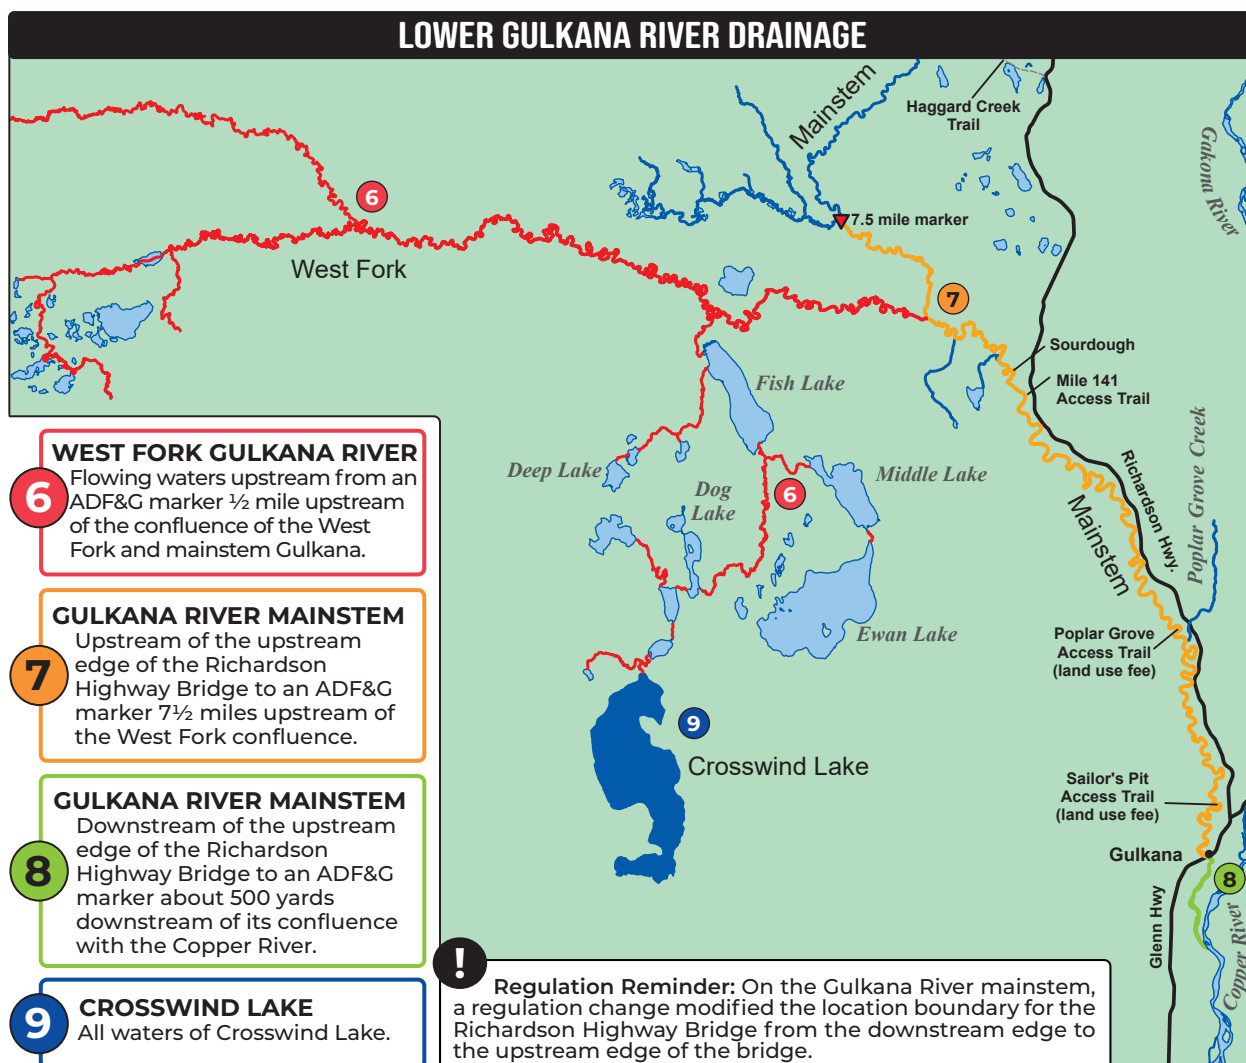 LOWER GULKANA RIVER DRAINAGE
Mainstem
Haggard Creek
Trail
Gakona River
6
7.5 mile marker
West Fork
7
Sourdough
Mile 141
Access Trail
Fish Lake
Richardson Hwy.
Poplar Grove Creek
Deep Lake
Dog
Lake
6
Middle Lake
Mainstem
Ewan Lake
Poplar Grove
Access Trail
(land use fee)
9
Crosswind Lake
Sailor's Pit
Access Trail
(land use fee)
Gulkana
8
Glenn Hwy
Copper River
6
WEST FORK GULKANA RIVER
Flowing waters upstream from an
ADF&G marker ½ mile upstream
of the confluence of the West
Fork and mainstem Gulkana.
7
GULKANA RIVER MAINSTEM
Upstream of the upstream
edge of the Richardson
Highway Bridge to an ADF&G
marker 7½ miles upstream of
the West Fork confluence.
8
GULKANA RIVER MAINSTEM
Downstream of the upstream
edge of the Richardson
Highway Bridge to an ADF&G
marker about 500 yards
downstream of its confluence
with the Copper River.
9
CROSSWIND LAKE
All waters of Crosswind Lake.
!
Regulation Reminder: On the Gulkana River mainstem,
a regulation change modified the location boundary for the
Richardson Highway Bridge from the downstream edge to
the upstream edge of the bridge.